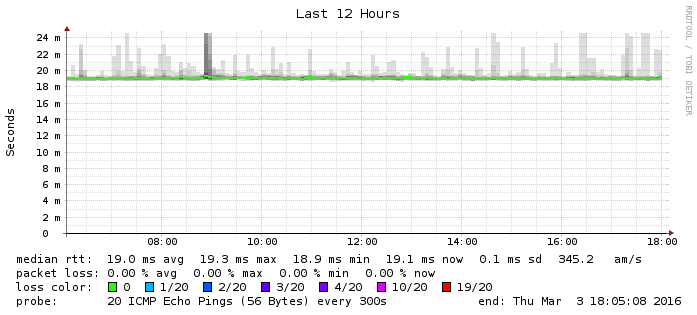 Last 12 Hours
RRDTOOL / TOBI OETIKER
Seconds
24 m
22 m
20 m
18 m
16 m
14 m
12 m
10 m
8 m
6 m
4 m
2 m
0
08:00 10:00 12:00 14:00 16:00 18:00
median rtt: 19.0 ms avg 19.3 ms max 18.9 ms min 19.1 ms now 0.1 ms sd 345.2 am/s
packet loss: 0.00 % avg 0.00 % max 0.00 % min 0.00 % now
loss color: 0 1/20 2/20 3/20 4/20 10/20 19/20
probe: 20 ICMP Echo Pings (56 Bytes) every 300s end: Thu Mar 3 18:05:08 2016